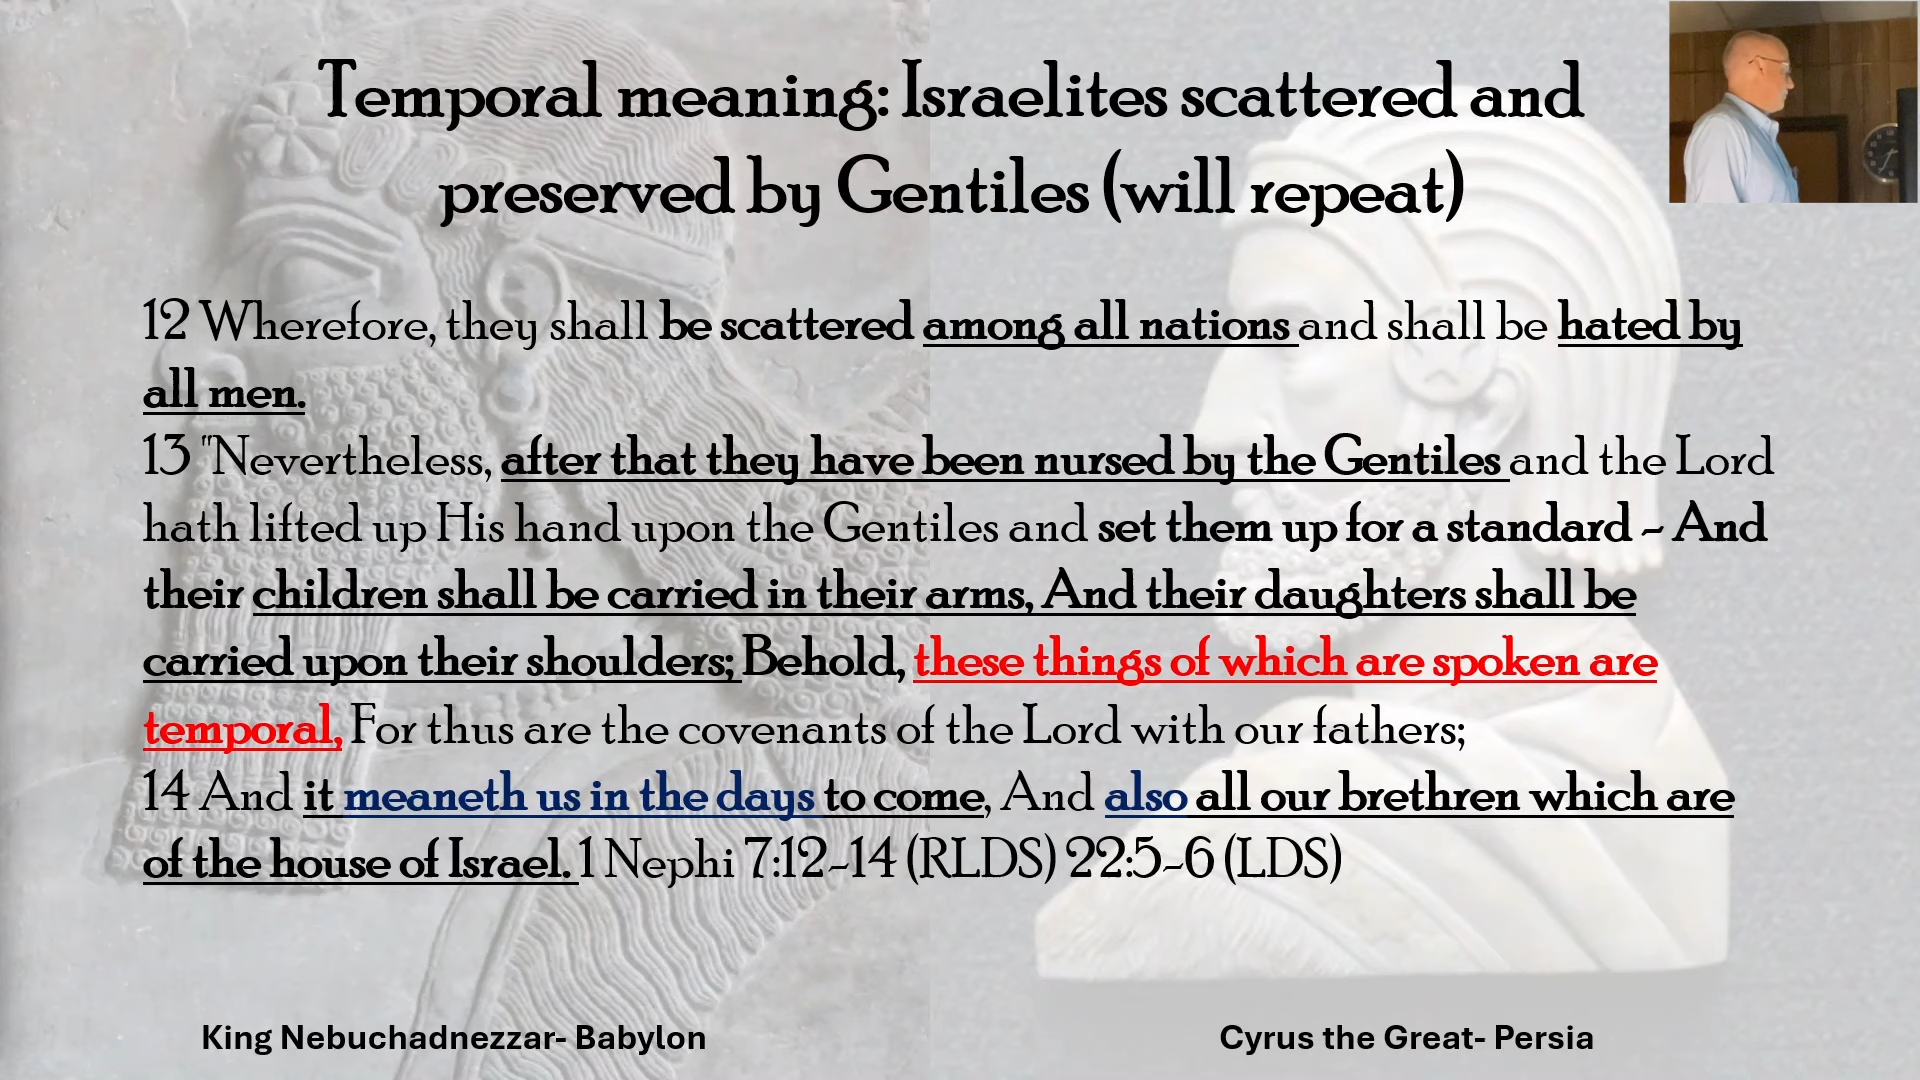 Temporal meaning: Israelites scattered and
preserved by Gentiles (will repeat)
12 Wherefore, they shall be scattered among all nations and shall be hated by
all men.
13 "Nevertheless, after that they have been nursed by the Gentiles and the Lord
hath lifted up His hand upon the Gentiles and set them up for a standard ~ And
their children shall be carried in their arms, And their daughters shall be
carried upon their shoulders; Behold, these things of which are spoken are
temporal, For thus are the covenants of the Lord with our fathers;
14 And it meaneth us in the days to come, And also all our brethren which are
of the house of Israel. 1 Nephi 7:12-14 (RLDS) 22:5-6 (LDS)
King Nebuchadnezzar- Babylon
Cyrus the Great- Persia